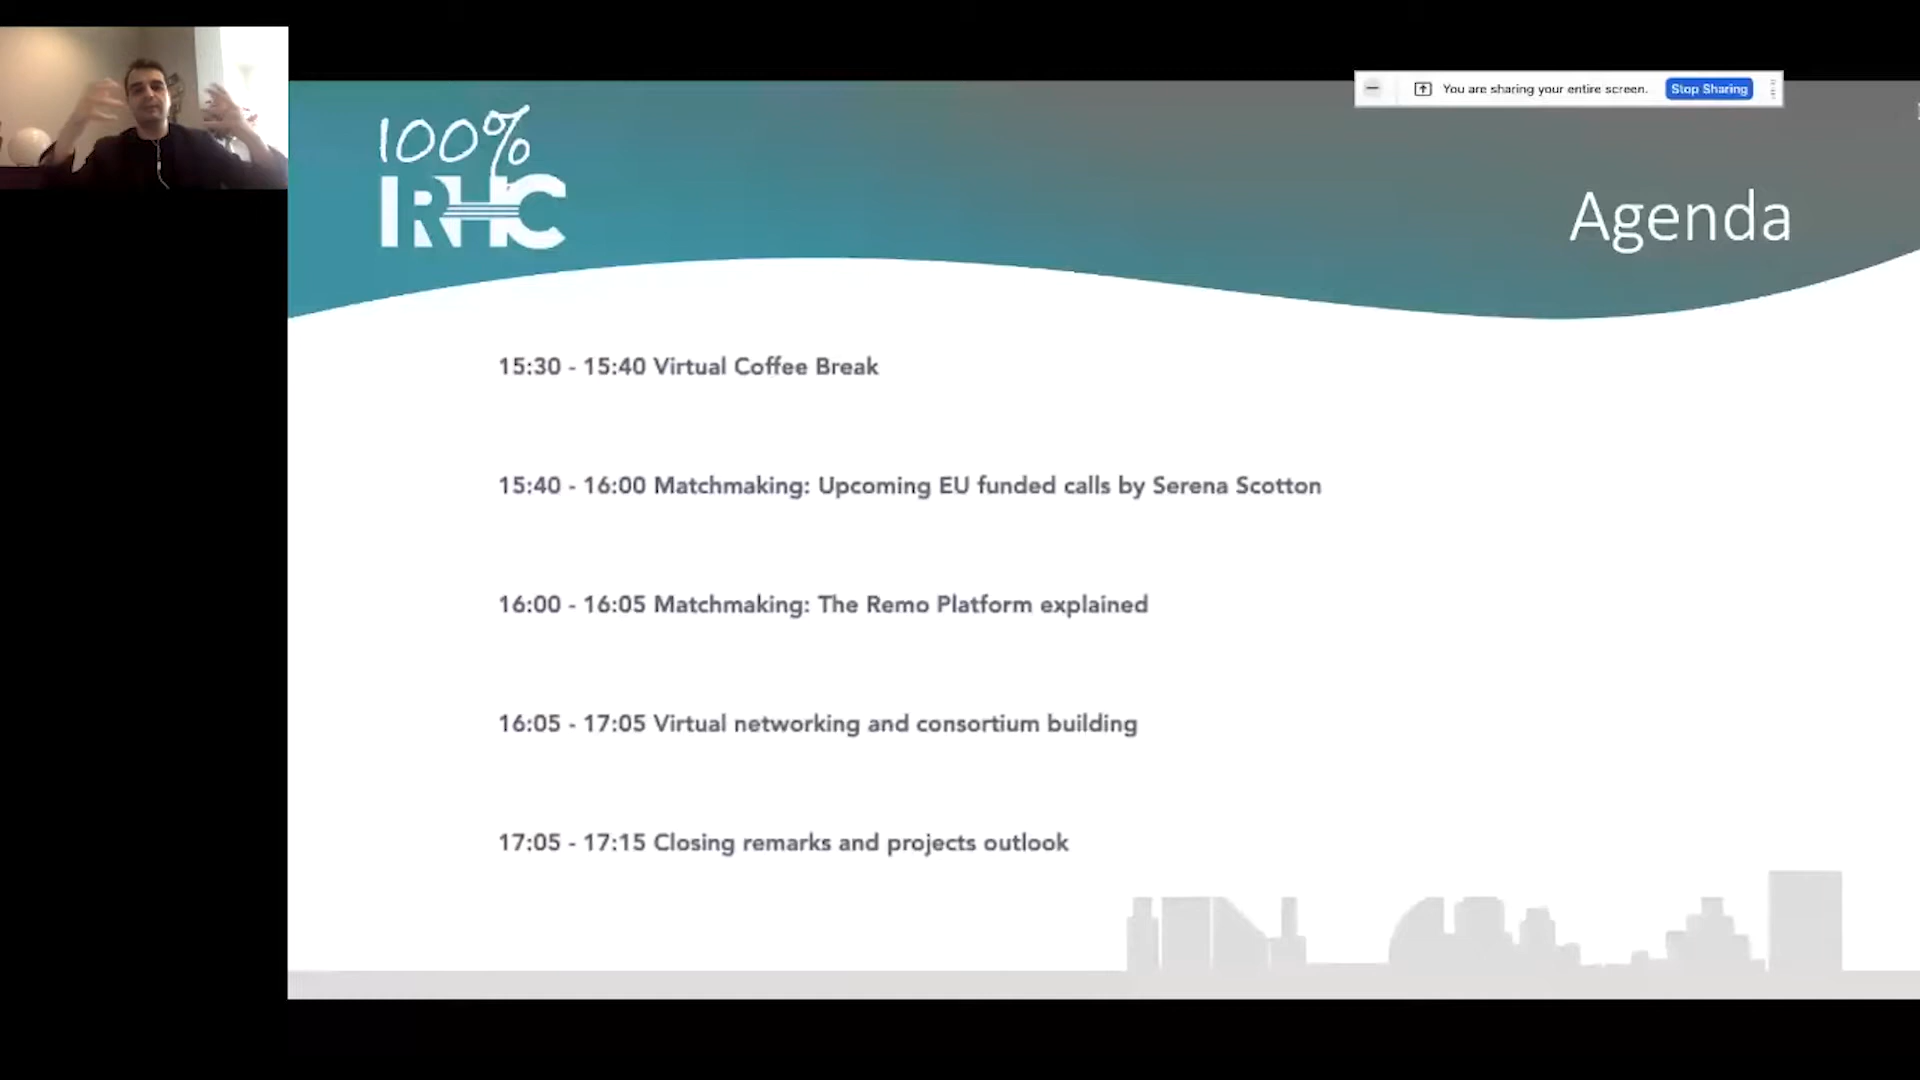 You are sharing your entire screen.
Stop Sharing
100%
RHC
Agenda
15:30 - 15:40 Virtual Coffee Break
15:40 - 16:00 Matchmaking: Upcoming EU funded calls by Serena Scotton
16:00 - 16:05 Matchmaking: The Remo Platform explained
16:05 - 17:05 Virtual networking and consortium building
17:05 - 17:15 Closing remarks and projects outlook